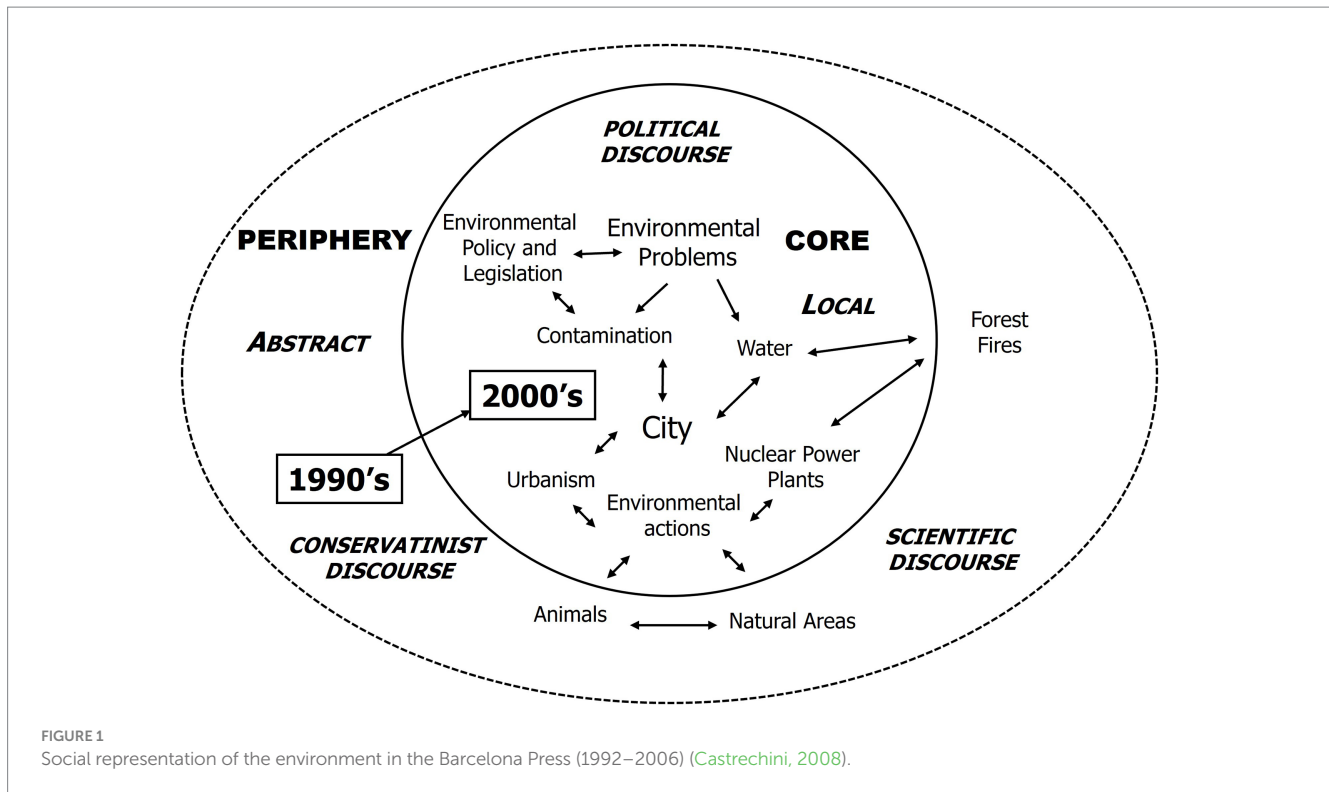 POLITICAL
DISCOURSE
PERIPHERY
Environmental
Policy and
Legislation
Environmental
Problems
CORE
ABSTRACT
LOCAL
Contamination
Water
Forest
Fires
2000's
City
1990's
Urbanism
Nuclear Power
Plants
Environmental
actions
CONSERVATINIST
DISCOURSE
SCIENTIFIC
DISCOURSE
Animals
Natural Areas
FIGURE 1
Social representation of the environment in the Barcelona Press (1992–2006) (Castrechini, 2008).